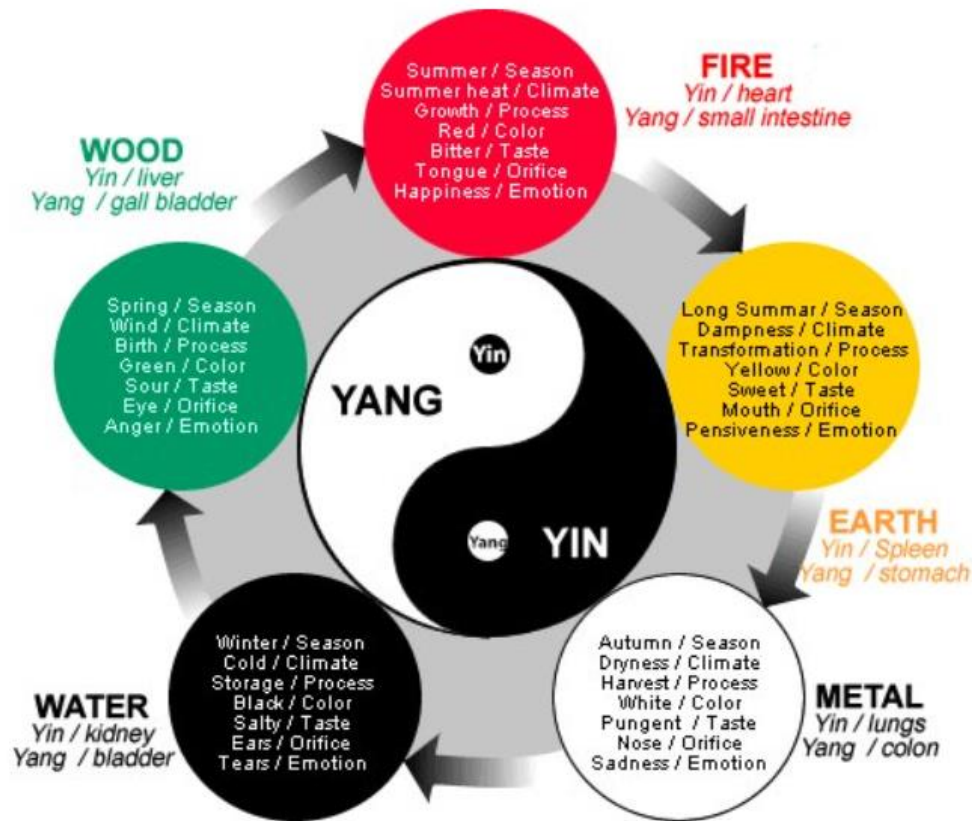 FIRE
Yin / heart
Yang / small intestine
Summer / Season
Summer heat / Climate
Growth / Process
Red / Color
Bitter / Taste
Tongue / Orifice
Happiness / Emotion
WOOD
Yin / liver
Yang / gall bladder
Spring / Season
Wind / Climate
Birth / Process
Green / Color
Sour / Taste
Eye / Orifice
Anger / Emotion
Yin
YANG
Yang
YIN
Long Summar / Season
Dampness / Climate
Transformation / Process
Yellow / Color
Sweet / Taste
Mouth / Orifice
Pensiveness / Emotion
EARTH
Yin / Spleen
Yang / stomach
Winter / Season
Cold / Climate
Storage / Process
Black / Color
Salty / Taste
Ears / Orifice
Tears / Emotion
WATER
Yin / kidney
Yang / bladder
Autumn / Season
Dryness / Climate
Harvest / Process
White / Color
Pungent / Taste
Nose / Orifice
Sadness / Emotion
METAL
Yin / lungs
Yang / colon